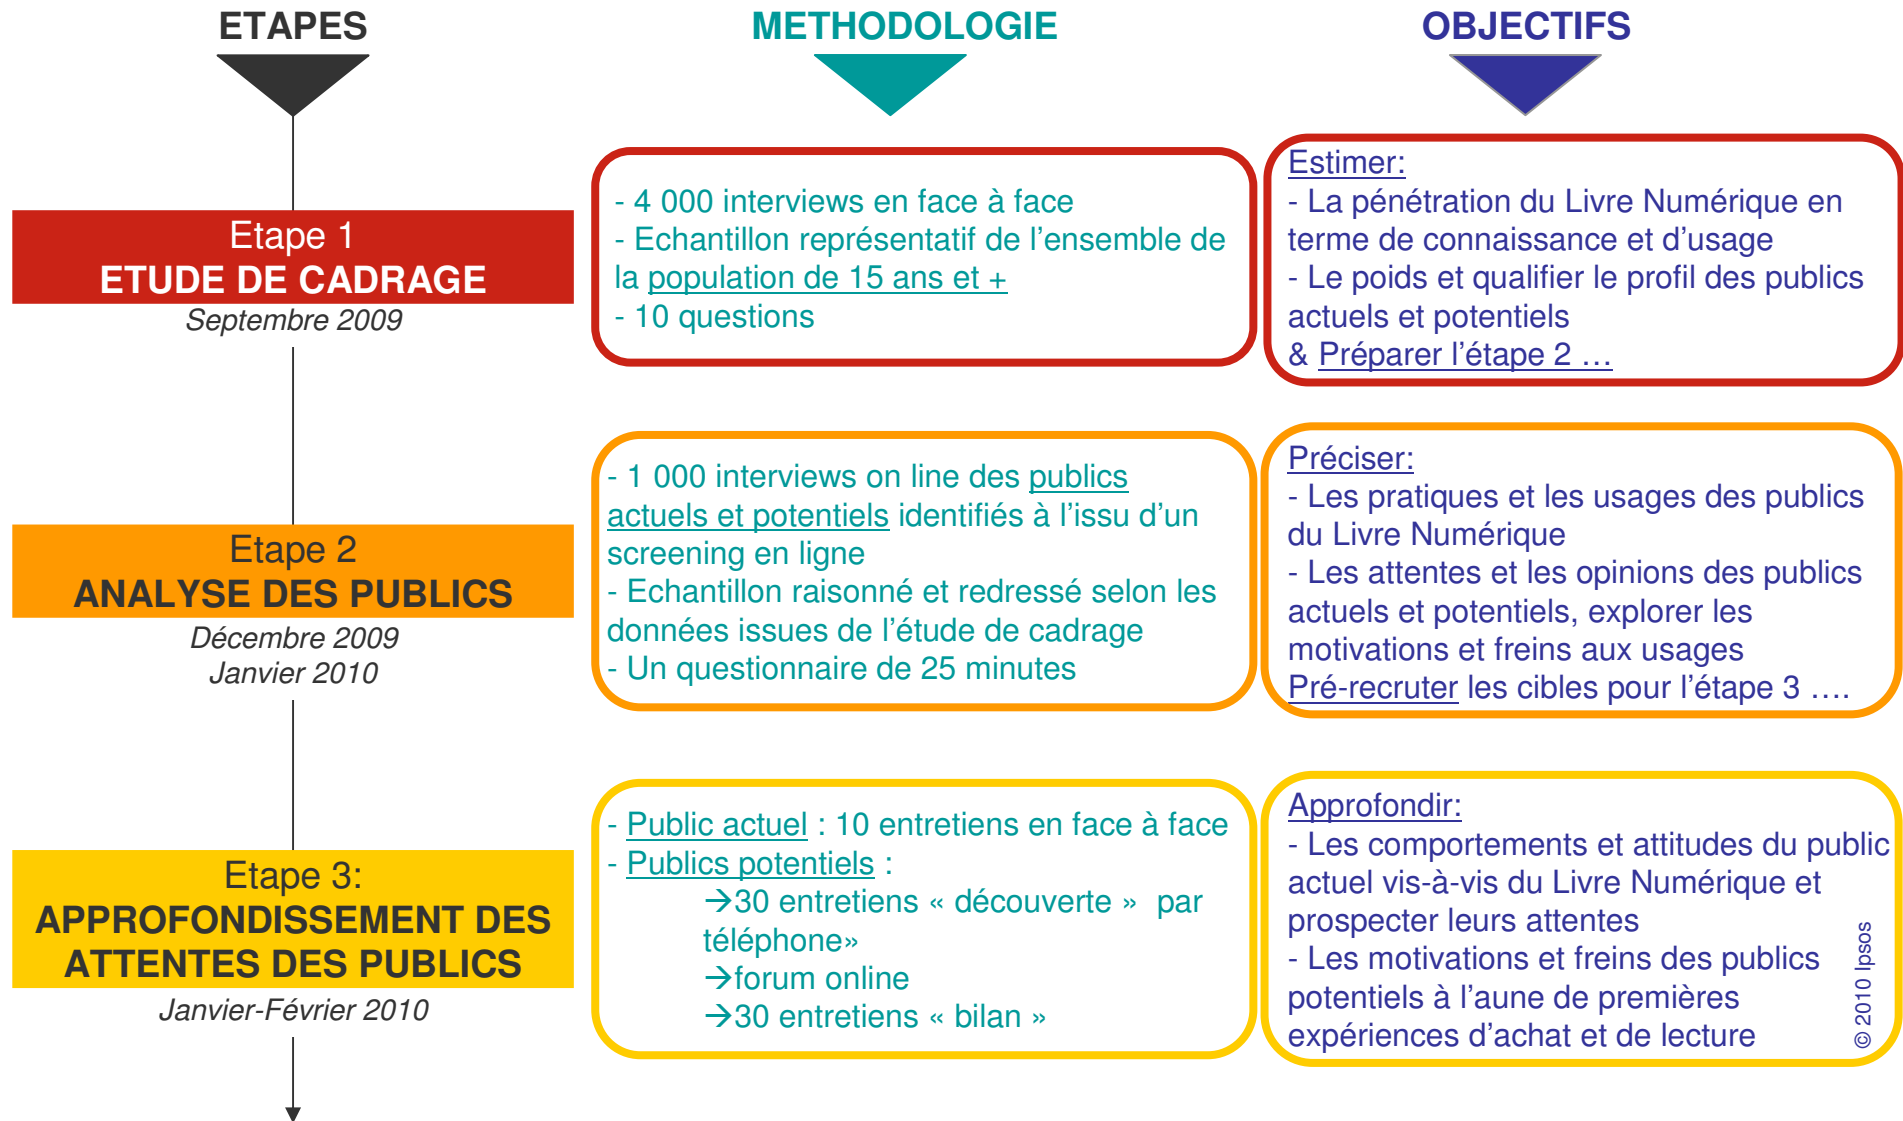 ETAPES
METHODOLOGIE
OBJECTIFS
Etape 1
ETUDE DE CADRAGE
Septembre 2009
- 4 000 interviews en face à face
- Echantillon représentatif de l'ensemble de
la population de 15 ans et +
- 10 questions
Estimer:
- La pénétration du Livre Numérique en
terme de connaissance et d'usage
- Le poids et qualifier le profil des publics
actuels et potentiels
& Préparer l'étape 2 …
Etape 2
ANALYSE DES PUBLICS
Décembre 2009
Janvier 2010
- 1 000 interviews on line des publics
actuels et potentiels identifiés à l'issu d'un
screening en ligne
- Echantillon raisonné et redressé selon les
données issues de l'étude de cadrage
- Un questionnaire de 25 minutes
Préciser:
- Les pratiques et les usages des publics
du Livre Numérique
- Les attentes et les opinions des publics
actuels et potentiels, explorer les
motivations et freins aux usages
Pré-recruter les cibles pour l'étape 3 ….
Etape 3:
APPROFONDISSEMENT DES
ATTENTES DES PUBLICS
Janvier-Février 2010
- Public actuel : 10 entretiens en face à face
- Publics potentiels :
→30 entretiens « découverte »  par
téléphone»
→forum online
→30 entretiens « bilan »
Approfondir:
- Les comportements et attitudes du public
actuel vis-à-vis du Livre Numérique et
prospecter leurs attentes
- Les motivations et freins des publics
potentiels à l'aune de premières
expériences d'achat et de lecture
© 2010 Ipsos